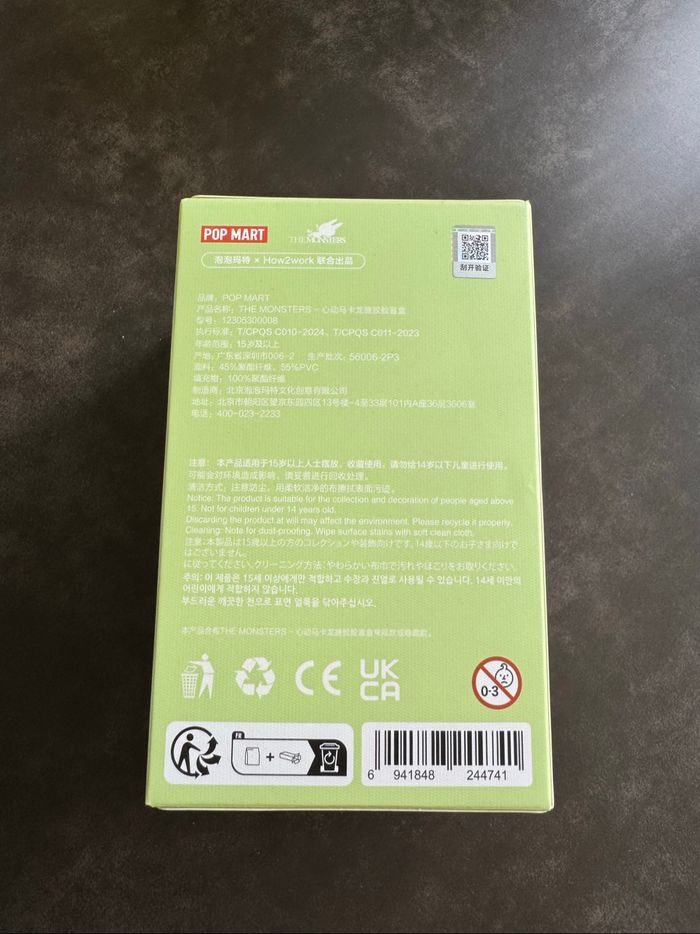 POP MART
THE MONSTERS
泡泡玛特 × How2work 联合出品
刮开验证
品牌：POP MART
产品名称：THE MONSTERS － 心动马卡龙搪胶脸盲盒
型号：1230530000B
执行标准：T/CPQS C010-2024、T/CPQS C011-2023
年龄范围：15岁及以上
产地：广东省深圳市006-2 生产批次：56006-2P3
面料：45%聚酯纤维、55%PVC
填充物：100%聚酯纤维
制造商：北京泡泡玛特文化创意有限公司
地址：北京市朝阳区望京东园四区13号楼-4至33层101内A座36层3606室
电话：400-023-2233
注意：本产品适用于15岁以上人士摆放、收藏使用，请勿给14岁以下儿童进行使用。
可能会对环境造成影响，请妥善进行回收处理。
清洁方式：注意防尘，用柔软洁净的布擦拭表面污迹。
Notice: The product is suitable for the collection and decoration of people aged above
15. Not for children under 14 years old.
Discarding the product at will may affect the environment. Please recycle it properly.
Cleaning: Note for dust-proofing. Wipe surface stains with soft clean cloth.
注意：本製品は15歳以上の方のコレクションや装飾向けです。14歳以下のお子さま向けで
はございません。
に従ってください。クリーニング方法：やわらかい布巾で汚れやほこりをお取りください。
주의: 이 제품은 15세 이상에게만 적합하고 수장과 진열로 사용될 수 있습니다. 14세 미만의
어린이에게 적합하지 않습니다.
부드러운 깨끗한 천으로 표면 얼룩을 닦아주십시오.
本产品含有THE MONSTERS － 心动马卡龙搪胶脸盲盒常规款或隐藏款。
CE
UK
CA
0-3
FR
+
6 941848 244741